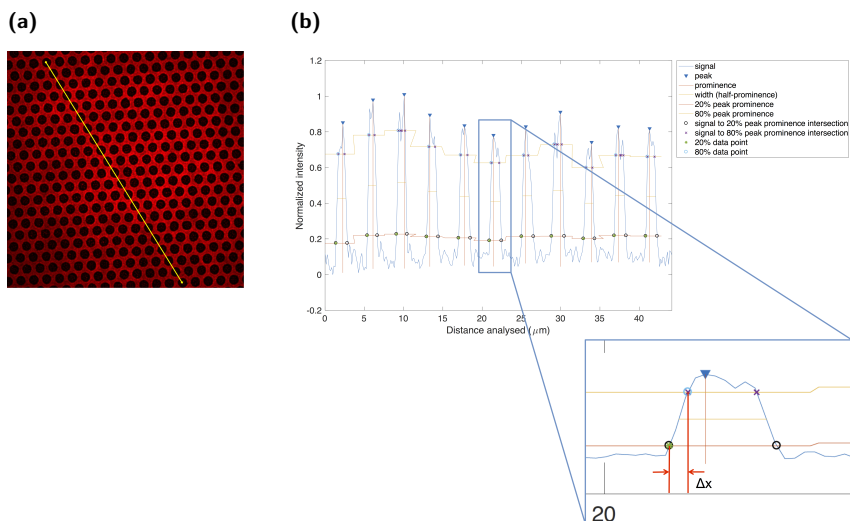 (a)
(b)
1.2
1
0.8
0.6
0.4
0.2
0
-0.2
Normalized intensity
0 5 10 15 20 25 30 35 40
Distance analysed (μm)
signal
peak
prominence
width (half-prominence)
20% peak prominence
80% peak prominence
signal to 20% peak prominence intersection
signal to 80% peak prominence intersection
20% data point
80% data point
Δx
20